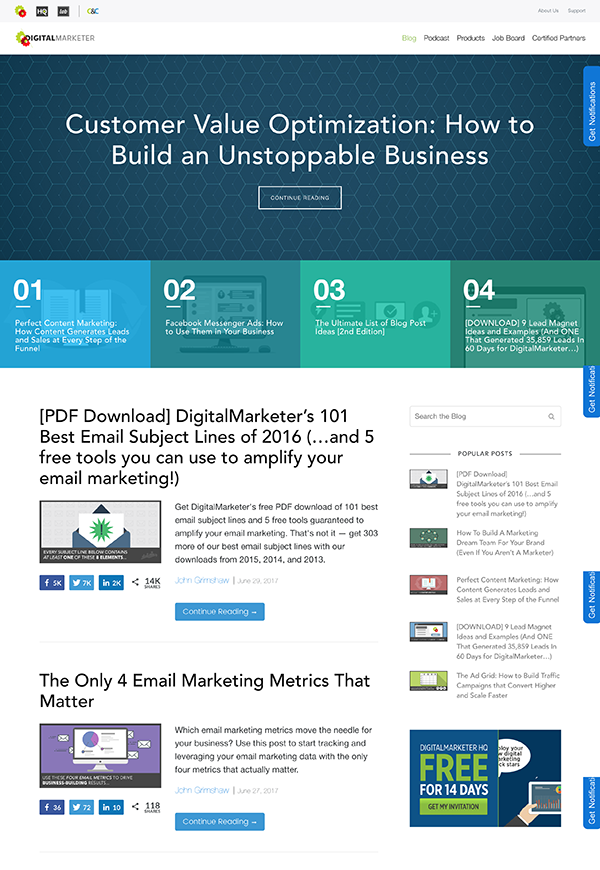 HQ
lab
C&C
About Us
Support
DIGITALMARKETER
Blog
Podcast
Products
Job Board
Certified Partners
Get Notifications
Customer Value Optimization: How to
Build an Unstoppable Business
CONTINUE READING
01
Perfect Content Marketing:
How Content Generates Leads
and Sales at Every Step of the
Funnel
02
Facebook Messenger Ads: How
to Use Them in Your Business
03
The Ultimate List of Blog Post
Ideas [2nd Edition]
04
[DOWNLOAD] 9 Lead Magnet
Ideas and Examples (And ONE
That Generated 35,859 Leads In
60 Days for DigitalMarketer…)
Get Notificati
[PDF Download] DigitalMarketer's 101
Best Email Subject Lines of 2016 (…and 5
free tools you can use to amplify your
email marketing!)
EVERY SUBJECT LINE BELOW CONTAINS
AT LEAST ONE OF THESE 8 ELEMENTS...
Get DigitalMarketer's free PDF download of 101 best
email subject lines and 5 free tools guaranteed to
amplify your email marketing. That's not it — get 303
more of our best email subject lines with our
downloads from 2015, 2014, and 2013.
John Grimshaw | June 29, 2017
5K
7K
2K
14K
SHARES
Continue Reading →
Search the Blog
POPULAR POSTS
[PDF Download]
DigitalMarketer's 101 Best Email
Subject Lines of 2016 (…and 5
free tools you can use to amplify
your email marketing!)
How To Build A Marketing
Dream Team For Your Brand
(Even If You Aren't A Marketer)
Perfect Content Marketing: How
Content Generates Leads and
Sales at Every Step of the Funnel
Get Notificati
[DOWNLOAD] 9 Lead Magnet
Ideas and Examples (And ONE
That Generated 35,859 Leads In
60 Days for DigitalMarketer…)
The Ad Grid: How to Build Traffic
Campaigns that Convert Higher
and Scale Faster
The Only 4 Email Marketing Metrics That
Matter
USE THESE FOUR EMAIL METRICS TO DRIVE
BUSINESS-BUILDING RESULTS...
Which email marketing metrics move the needle for
your business? Use this post to start tracking and
leveraging your email marketing data with the only
four metrics that actually matter.
John Grimshaw | June 27, 2017
36
72
10
118
SHARES
Continue Reading →
DIGITALMARKETER HQ
FREE
FOR 14 DAYS
GET MY INVITATION
ploy your
ew digital
arketing
ck stars
Get Notificati